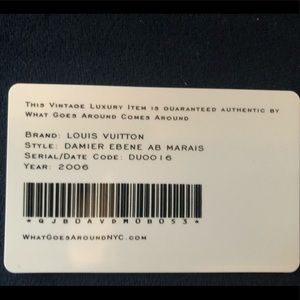 THIS VINTAGE LUXURY ITEM IS GUARANTEED AUTHENTIC BY
WHAT GOES AROUND COMES AROUND
BRAND: LOUIS VUITTON
STYLE: DAMIER EBENE AB MARAIS
SERIAL/DATE CODE: DU0016
YEAR: 2006
*QJBDAVDMOBO53*
WHATGOESAROUNDNYC.COM